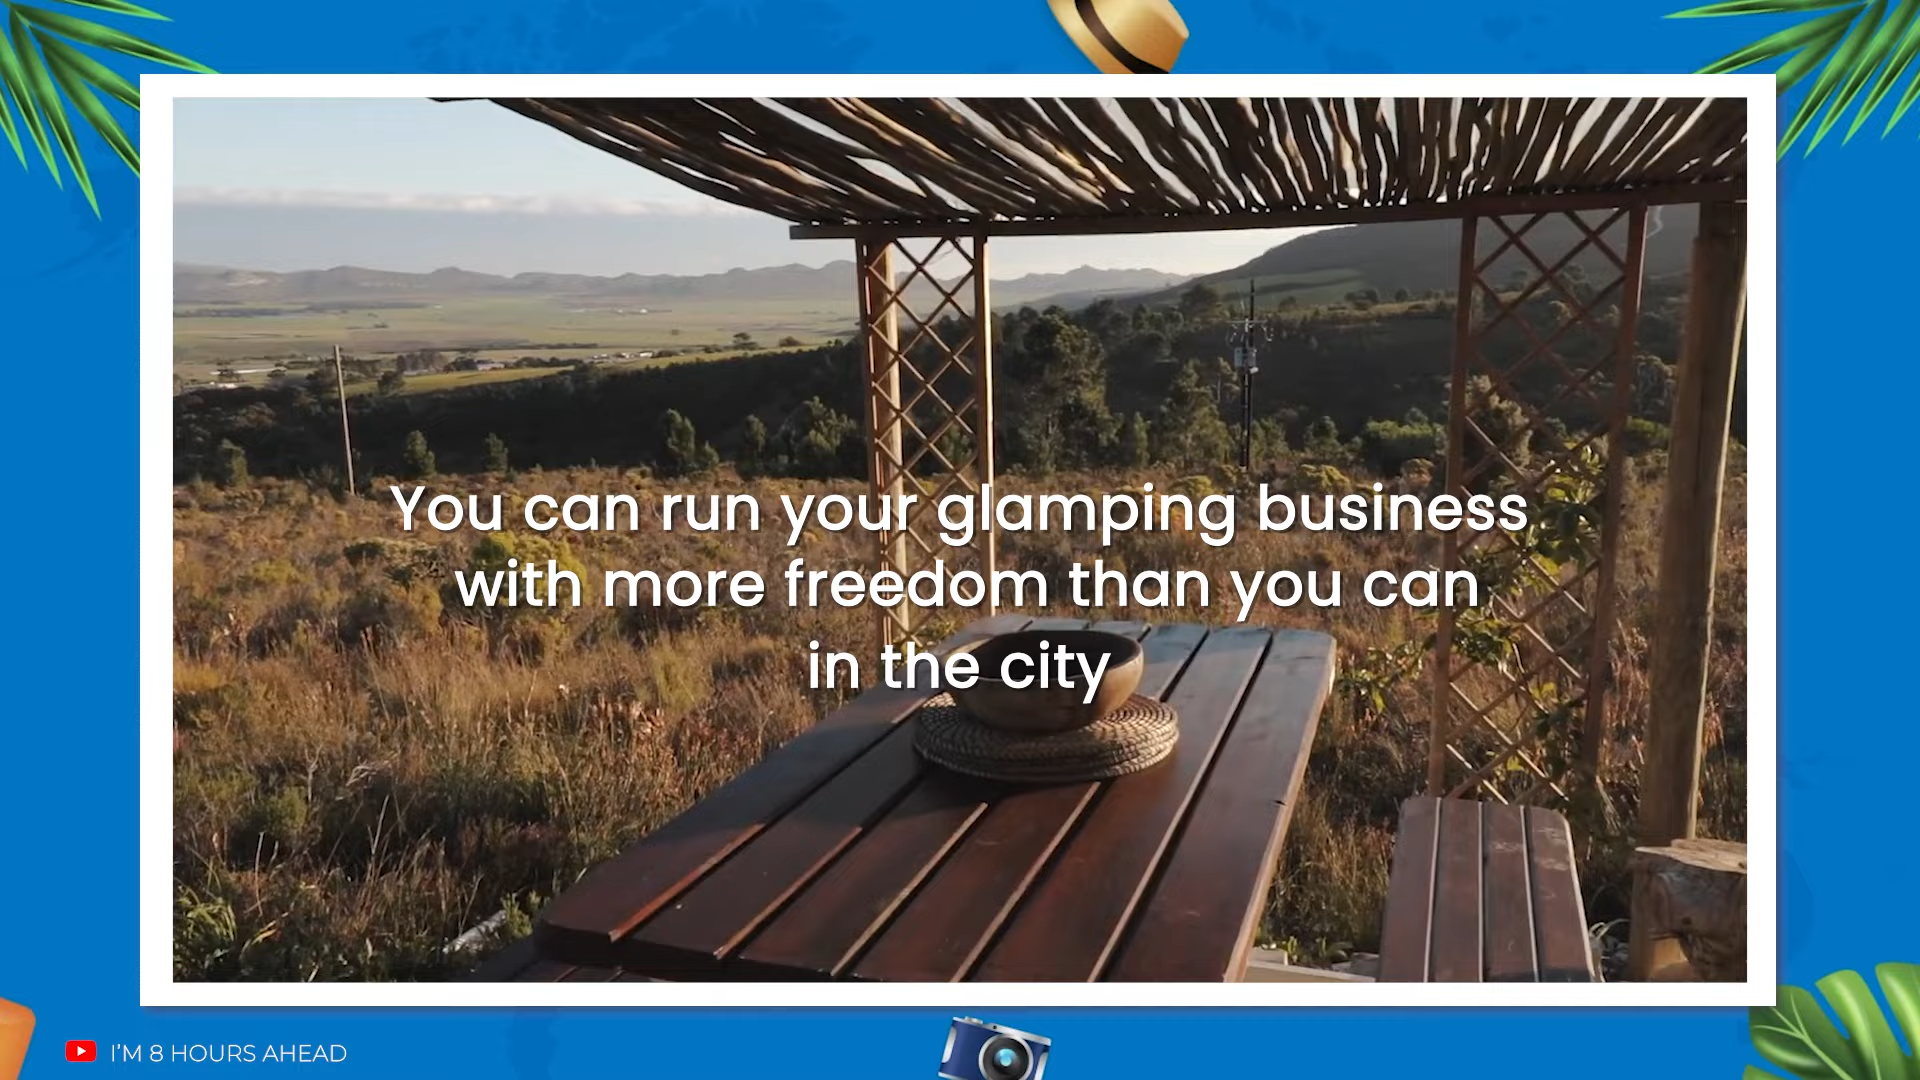 You can run your glamping business
with more freedom than you can
in the city
I'M 8 HOURS AHEAD